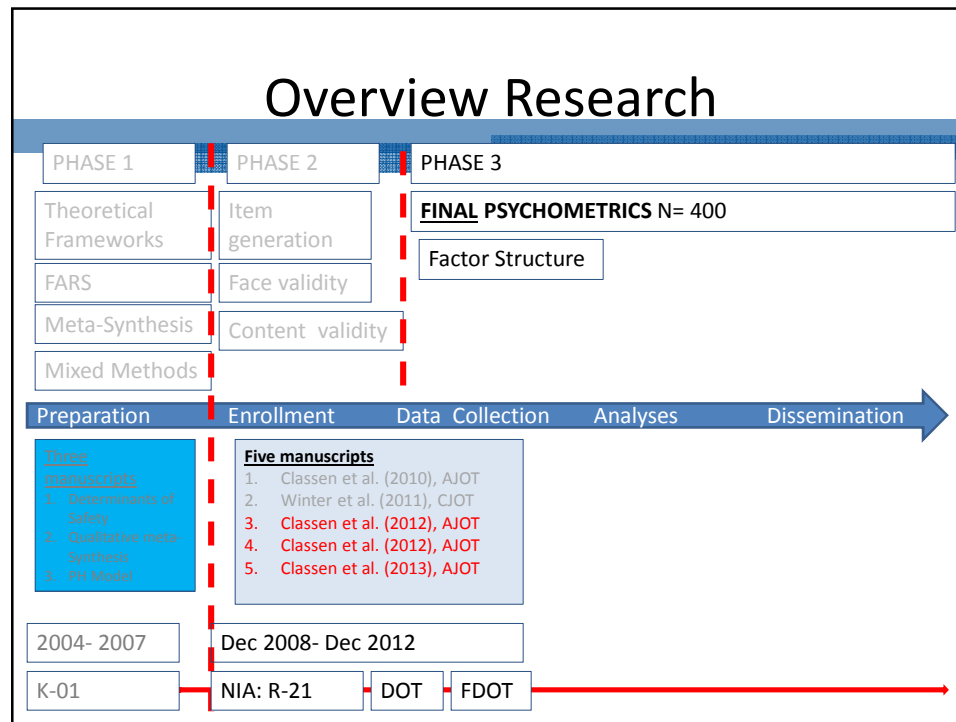 Overview Research
PHASE 1
PHASE 2
PHASE 3
Theoretical
Frameworks
FARS
Meta-Synthesis
Mixed Methods
Item
generation
Face validity
Content validity
FINAL PSYCHOMETRICS N= 400
Factor Structure
Preparation
Enrollment
Data Collection
Analyses
Dissemination
Three
manuscripts
1. Determinants of
Safety
2. Qualitative meta
Synthesis
3. PH Model
Five manuscripts
1. Classen et al. (2010), AJOT
2. Winter et al. (2011), CJOT
3. Classen et al. (2012), AJOT
4. Classen et al. (2012), AJOT
5. Classen et al. (2013), AJOT
2004- 2007
Dec 2008- Dec 2012
K-01
NIA: R-21
DOT
FDOT